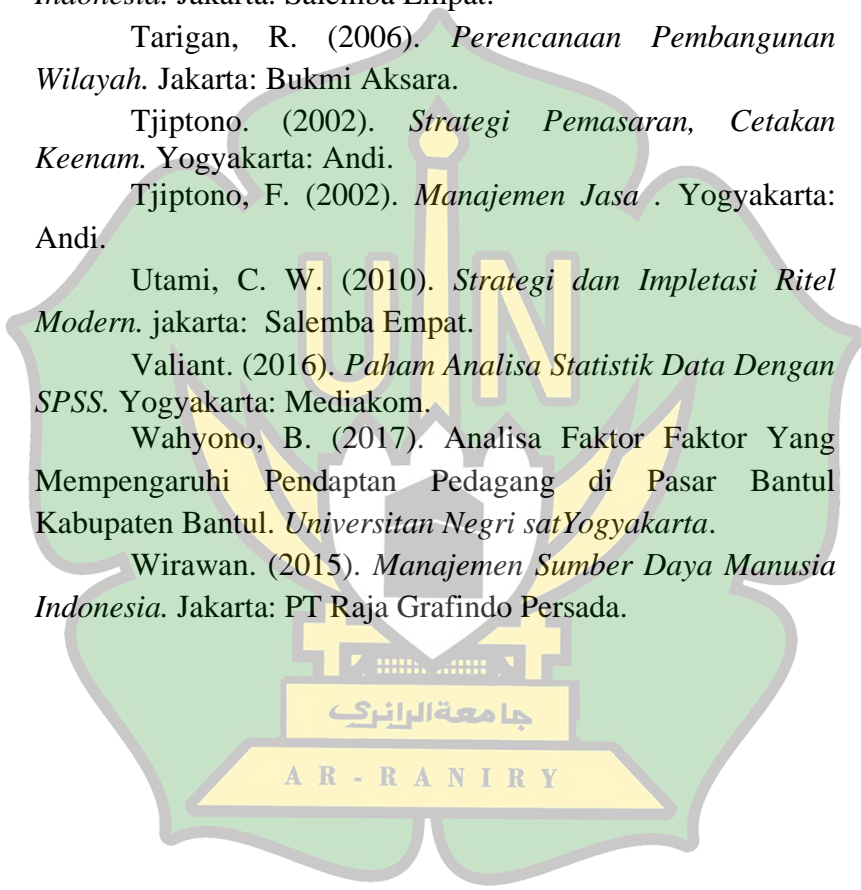 Indonesia. Jakarta: Salemba Empat.
Tarigan, R. (2006). Perencanaan Pembangunan
Wilayah. Jakarta: Bukmi Aksara.
Tjiptono. (2002). Strategi Pemasaran, Cetakan
Keenam. Yogyakarta: Andi.
Tjiptono, F. (2002). Manajemen Jasa . Yogyakarta:
Andi.
Utami, C. W. (2010). Strategi dan Impletasi Ritel
Modern. jakarta: Salemba Empat.
Valiant. (2016). Paham Analisa Statistik Data Dengan
SPSS. Yogyakarta: Mediakom.
Wahyono, B. (2017). Analisa Faktor Faktor Yang
Mempengaruhi Pendaptan Pedagang di Pasar Bantul
Kabupaten Bantul. Universitan Negri satYogyakarta.
Wirawan. (2015). Manajemen Sumber Daya Manusia
Indonesia. Jakarta: PT Raja Grafindo Persada.
UIN
جامعةالرانري
AR-RANIRY